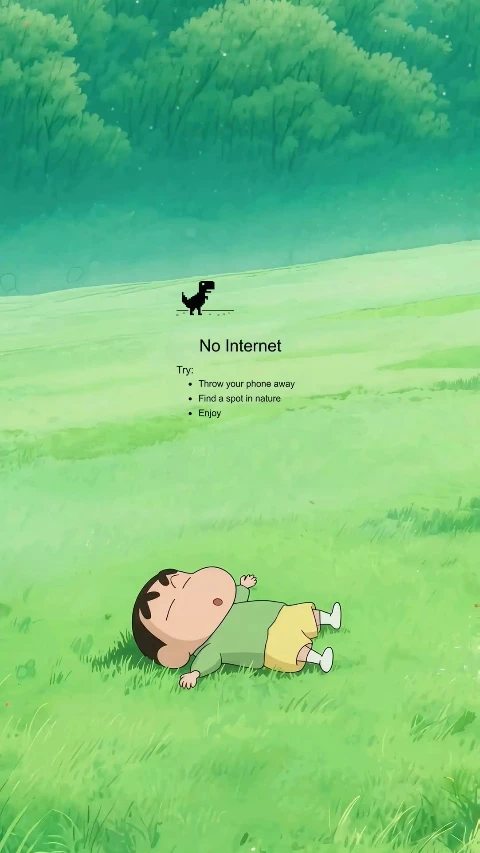 No Internet
Try:
• Throw your phone away
• Find a spot in nature
• Enjoy